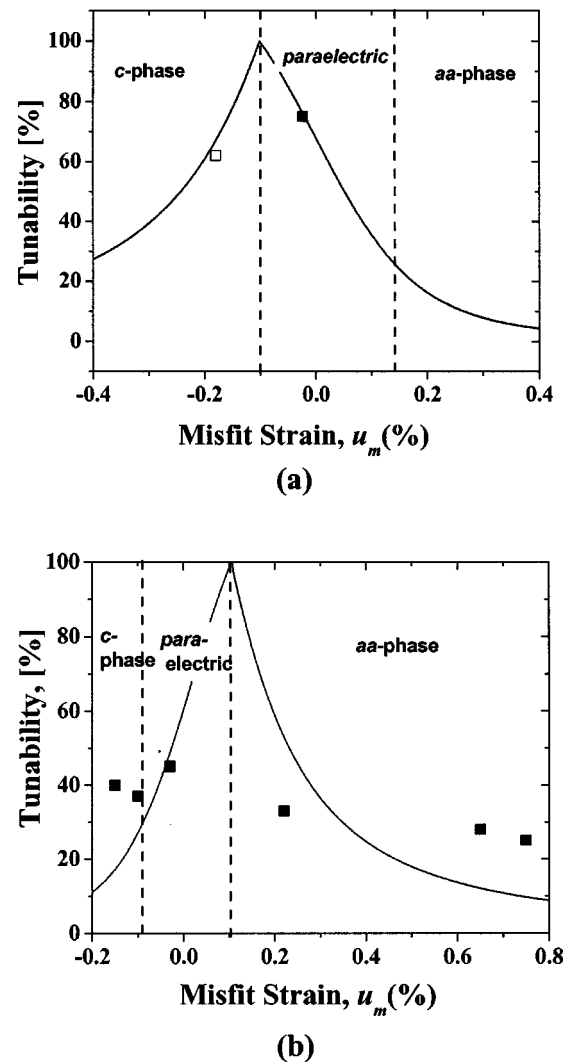 100
80
60
40
20
0
Tunability [%]
c-phase
paraelectric
aa-phase
-0.4
-0.2
0.0
0.2
0.4
Misfit Strain, u_m(%)
(a)
100
80
60
40
20
0
Tunability, [%]
c-
phase
para-
electric
aa-phase
-0.2
0.0
0.2
0.4
0.6
0.8
Misfit Strain, u_m(%)
(b)